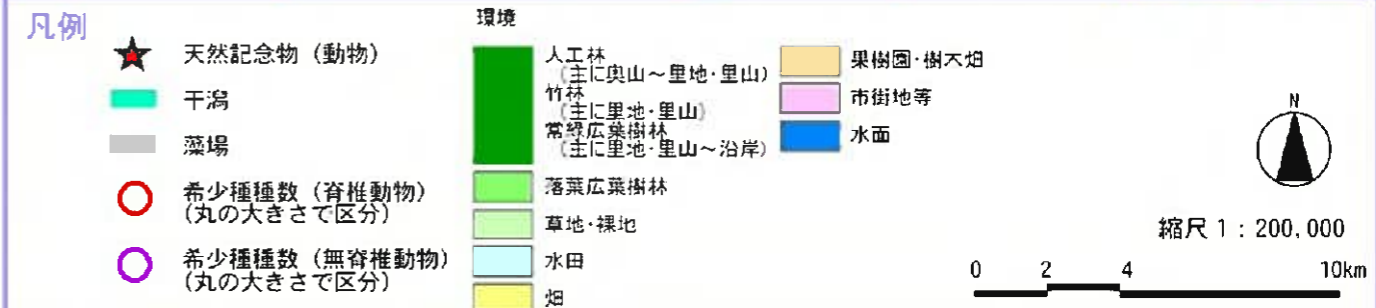 凡例
天然記念物（動物）
干潟
藻場
希少種種数（脊椎動物）
（丸の大きさで区分）
希少種種数（無脊椎動物）
（丸の大きさで区分）
環境
人工林
（主に奥山～里地・里山）
竹林
（主に里地・里山）
常緑広葉樹林
（主に里地・里山～沿岸）
落葉広葉樹林
草地・裸地
水田
畑
果樹園・樹木畑
市街地等
水面
N
縮尺 1：200,000
0 2 4 10km